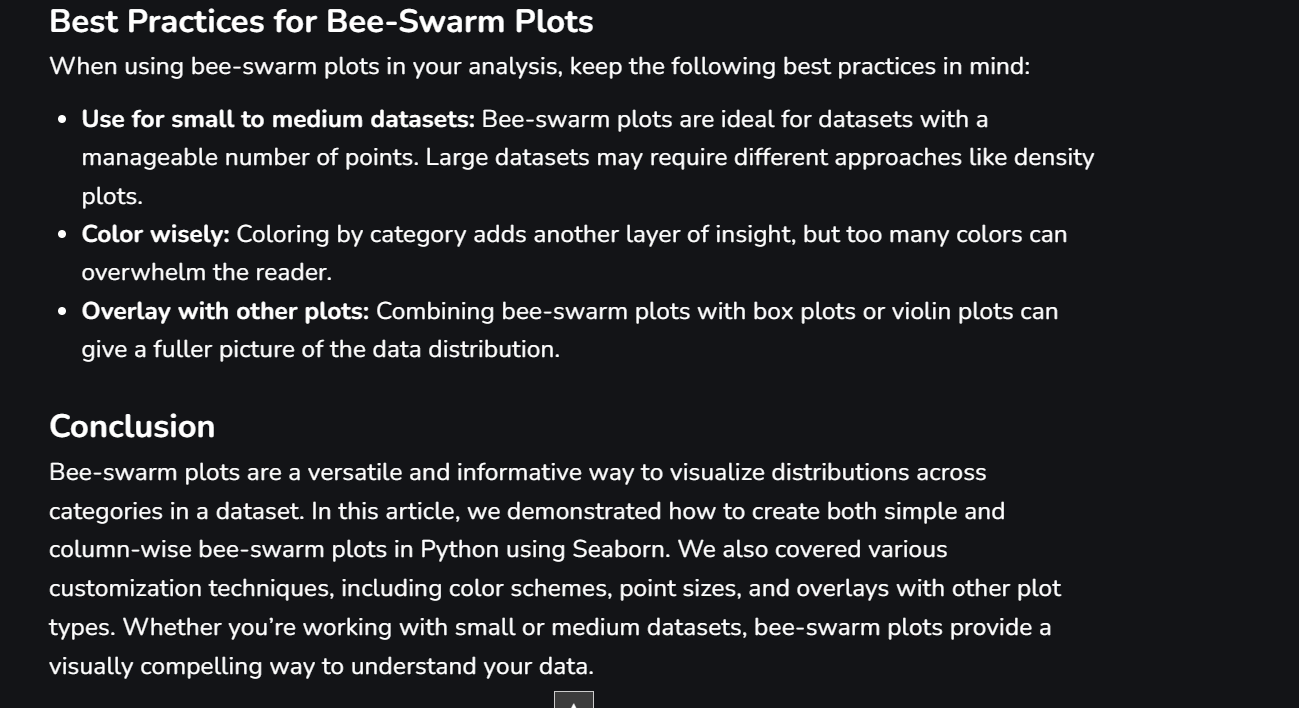 Best Practices for Bee-Swarm Plots
When using bee-swarm plots in your analysis, keep the following best practices in mind:
• Use for small to medium datasets: Bee-swarm plots are ideal for datasets with a
manageable number of points. Large datasets may require different approaches like density
plots.
• Color wisely: Coloring by category adds another layer of insight, but too many colors can
overwhelm the reader.
• Overlay with other plots: Combining bee-swarm plots with box plots or violin plots can
give a fuller picture of the data distribution.
Conclusion
Bee-swarm plots are a versatile and informative way to visualize distributions across
categories in a dataset. In this article, we demonstrated how to create both simple and
column-wise bee-swarm plots in Python using Seaborn. We also covered various
customization techniques, including color schemes, point sizes, and overlays with other plot
types. Whether you’re working with small or medium datasets, bee-swarm plots provide a
visually compelling way to understand your data.